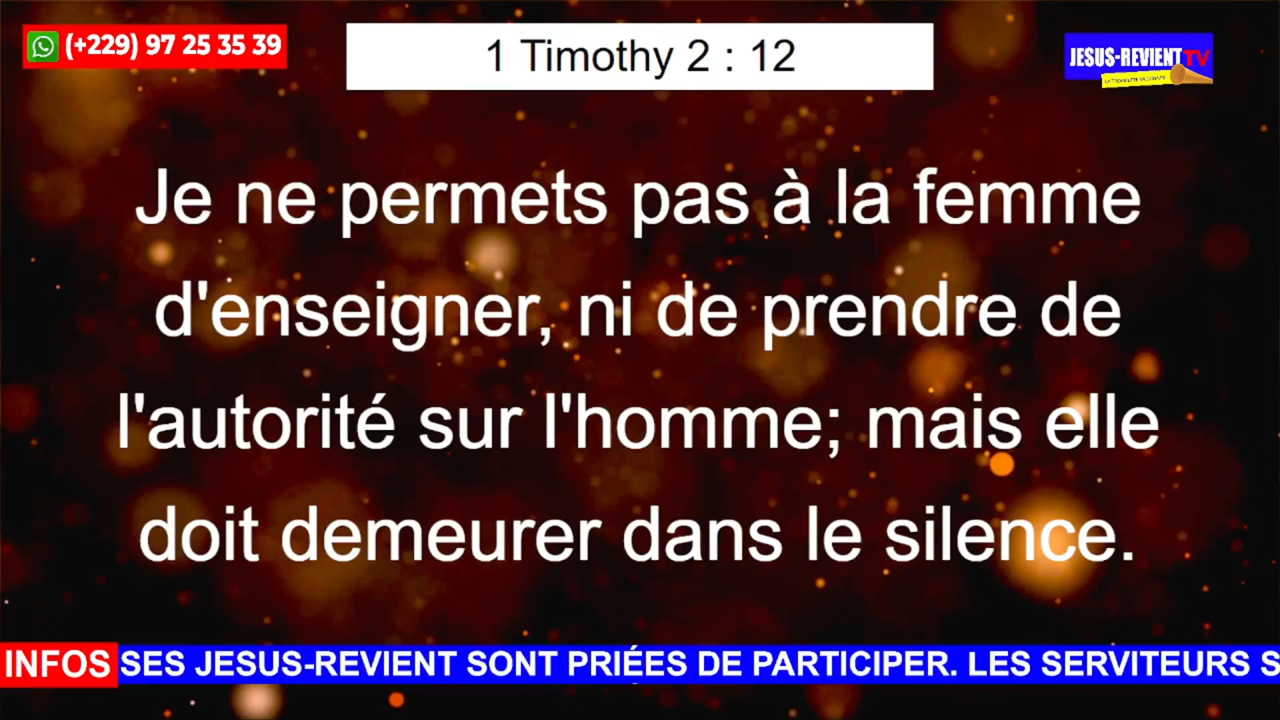 (+229) 97 25 35 39
1 Timothy 2 : 12
JESUS-REVIENT TV
Je ne permets pas à la femme
d'enseigner, ni de prendre de
l'autorité sur l'homme; mais elle
doit demeurer dans le silence.
INFOS SES JESUS-REVIENT SONT PRIÉES DE PARTICIPER. LES SERVITEURS S